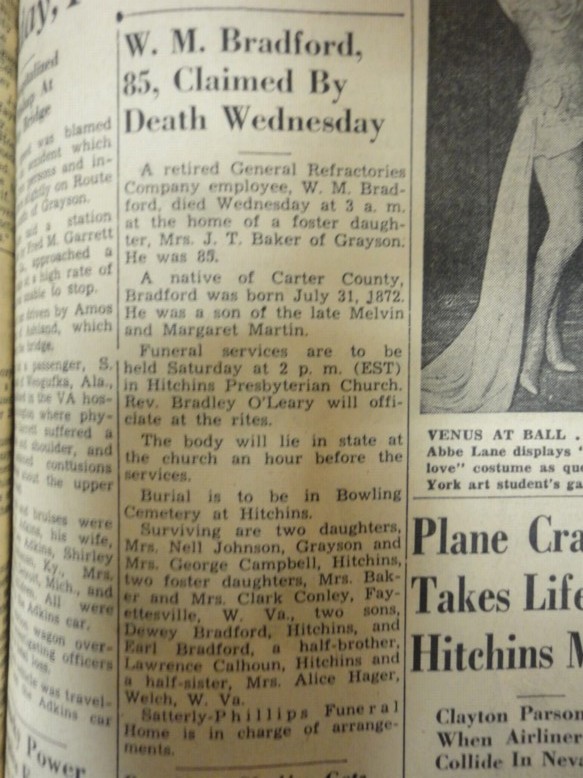 W. M. Bradford,
85, Claimed By
Death Wednesday
A retired General Refractories
Company employee, W. M. Brad-
ford, died Wednesday at 3 a. m.
at the home of a foster daugh-
ter, Mrs. J. T. Baker of Grayson.
He was 85.
A native of Carter County,
Bradford was born July 31, 1872.
He was a son of the late Melvin
and Margaret Martin.
Funeral services are to be
held Saturday at 2 p. m. (EST)
in Hitchins Presbyterian Church.
Rev. Bradley O'Leary will offi-
ciate at the rites.
The body will lie in state at
the church an hour before the
services.
Burial is to be in Bowling
Cemetery at Hitchins.
Surviving are two daughters,
Mrs. Nell Johnson, Grayson and
Mrs. George Campbell, Hitchins,
two foster daughters, Mrs. Bak-
er and Mrs. Clark Conley, Fay-
ettesville, W. Va., two sons,
Dewey Bradford, Hitchins, and
Earl Bradford, a half-brother,
Lawrence Calhoun, Hitchins and
a half-sister, Mrs. Alice Hager,
Welch, W. Va.
Satterly-Phillips Funeral
Home is in charge of arrange-
ments.
was blamed
accident which
persons and in-
slightly on Route
of Grayson.
a station
M. Garrett
approached a
a high rate of
unable to stop.
driven by Amos
Ashland, which
bridge.
passenger, S.
Ala.,
in the VA hos-
where phy-
suffered a
shoulder, and
contusions
about the upper
bruises were
his wife,
Adkins, Shirley
Ky., Mrs.
Mich., and
All were
Adkins car.
wagon over-
officers
was travel-
the Adkins car
Power
VENUS AT BALL .
Abbe Lane displays "
love" costume as que
York art student's ga
Plane Cra
Takes Life
Hitchins M
Clayton Parson
When Airliner
Collide In Nev.